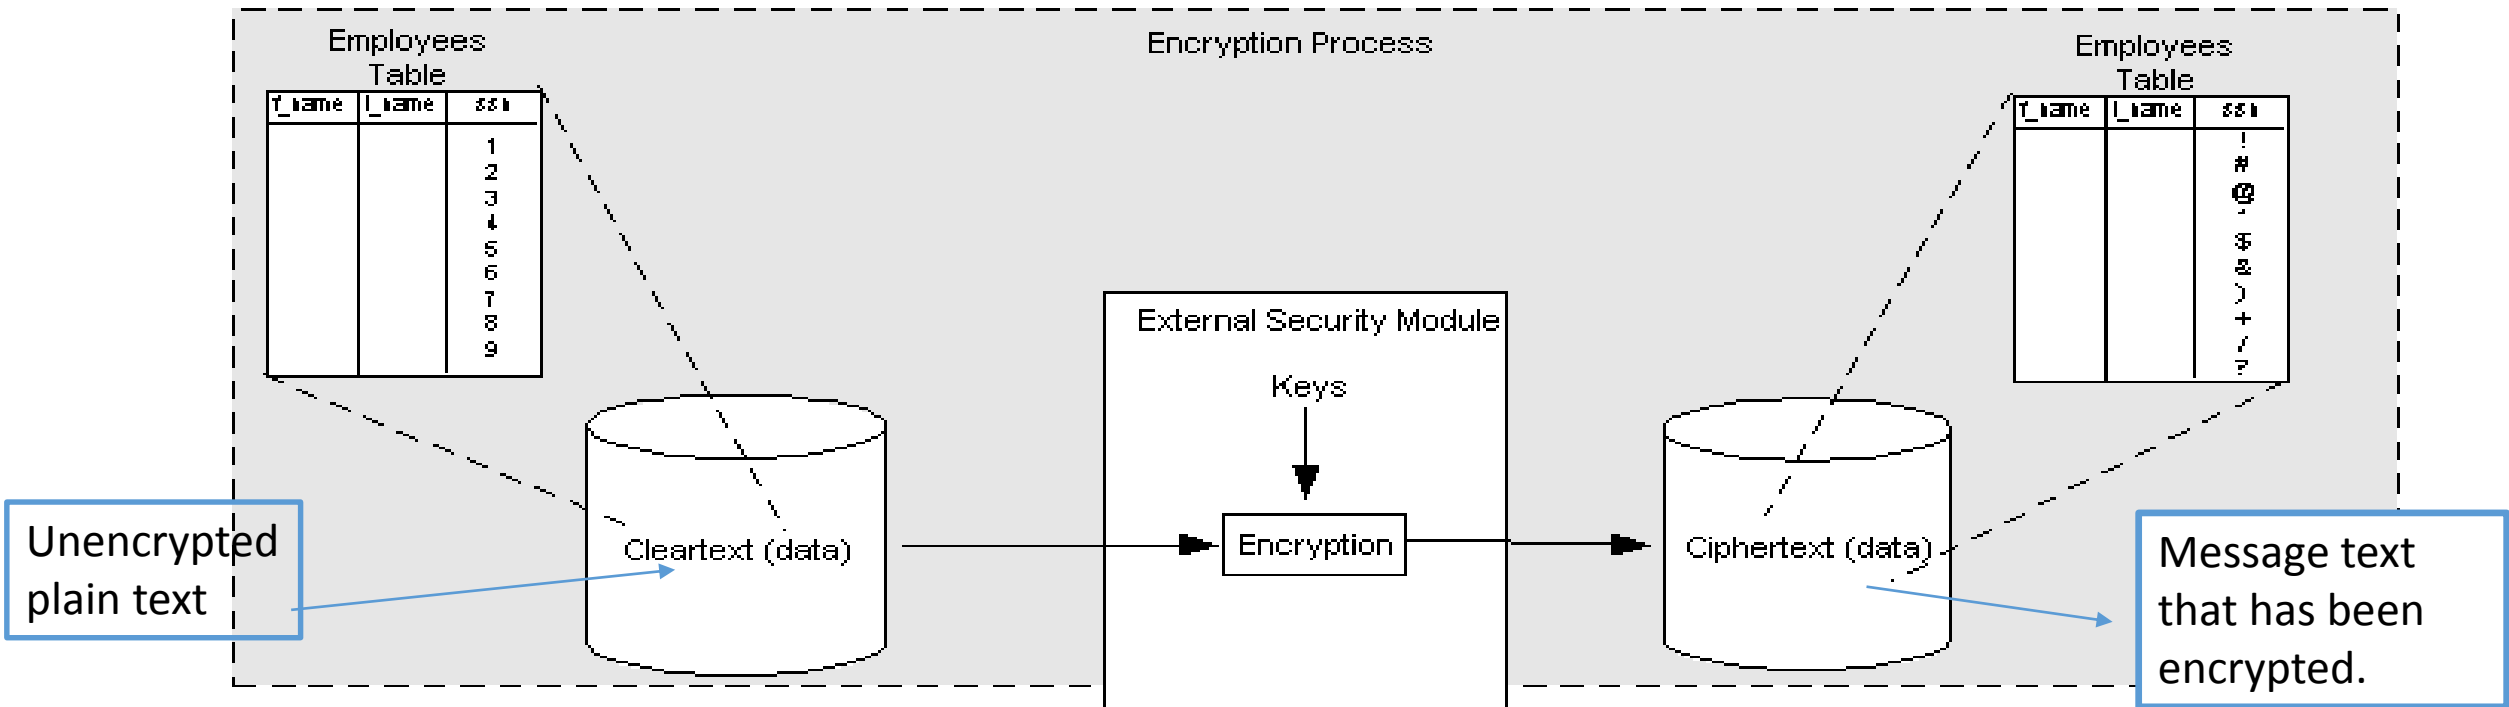 Employees
Table
f_name l_name ssn
1
2
3
4
5
6
7
8
9
Encryption Process
Employees
Table
f_name l_name ssn
!
#
@
'
$
&
)
+
/
?
External Security Module
Keys
Encryption
Cleartext (data)
Ciphertext (data)
Unencrypted
plain text
Message text
that has been
encrypted.